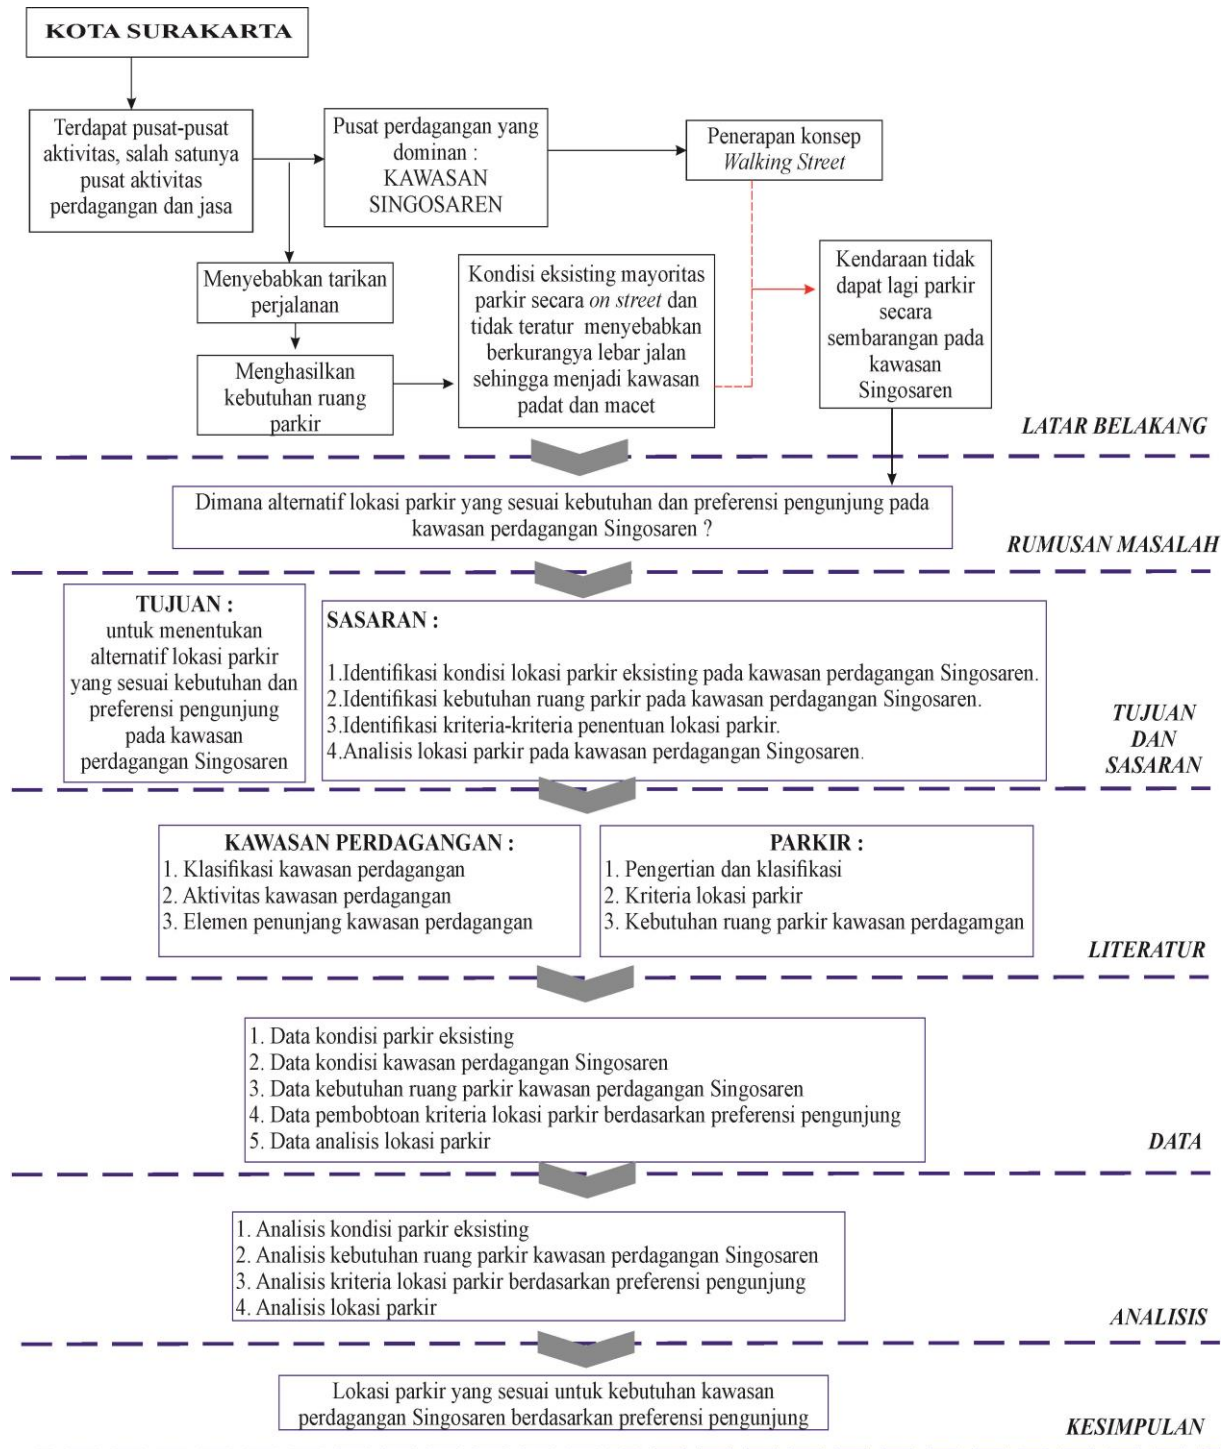 KOTA SURAKARTA
Terdapat pusat-pusat
aktivitas, salah satunya
pusat aktivitas
perdagangan dan jasa
Pusat perdagangan yang
dominan :
KAWASAN
SINGOSAREN
Penerapan konsep
Walking Street
Menyebabkan tarikan
perjalanan
Menghasilkan
kebutuhan ruang
parkir
Kondisi eksisting mayoritas
parkir secara on street dan
tidak teratur menyebabkan
berkurangya lebar jalan
sehingga menjadi kawasan
padat dan macet
Kendaraan tidak
dapat lagi parkir
secara
sembarangan pada
kawasan
Singosaren
LATAR BELAKANG
Dimana alternatif lokasi parkir yang sesuai kebutuhan dan preferensi pengunjung pada
kawasan perdagangan Singosaren ?
RUMUSAN MASALAH
TUJUAN :
untuk menentukan
alternatif lokasi parkir
yang sesuai kebutuhan dan
preferensi pengunjung
pada kawasan
perdagangan Singosaren
SASARAN :
1.Identifikasi kondisi lokasi parkir eksisting pada kawasan perdagangan Singosaren.
2.Identifikasi kebutuhan ruang parkir pada kawasan perdagangan Singosaren.
3.Identifikasi kriteria-kriteria penentuan lokasi parkir.
4.Analisis lokasi parkir pada kawasan perdagangan Singosaren.
TUJUAN
DAN
SASARAN
KAWASAN PERDAGANGAN :
1. Klasifikasi kawasan perdagangan
2. Aktivitas kawasan perdagangan
3. Elemen penunjang kawasan perdagangan
PARKIR :
1. Pengertian dan klasifikasi
2. Kriteria lokasi parkir
3. Kebutuhan ruang parkir kawasan perdagamgan
LITERATUR
1. Data kondisi parkir eksisting
2. Data kondisi kawasan perdagangan Singosaren
3. Data kebutuhan ruang parkir kawasan perdagangan Singosaren
4. Data pembobtoan kriteria lokasi parkir berdasarkan preferensi pengunjung
5. Data analisis lokasi parkir
DATA
1. Analisis kondisi parkir eksisting
2. Analisis kebutuhan ruang parkir kawasan perdagangan Singosaren
3. Analisis kriteria lokasi parkir berdasarkan preferensi pengunjung
4. Analisis lokasi parkir
ANALISIS
Lokasi parkir yang sesuai untuk kebutuhan kawasan
perdagangan Singosaren berdasarkan preferensi pengunjung
KESIMPULAN